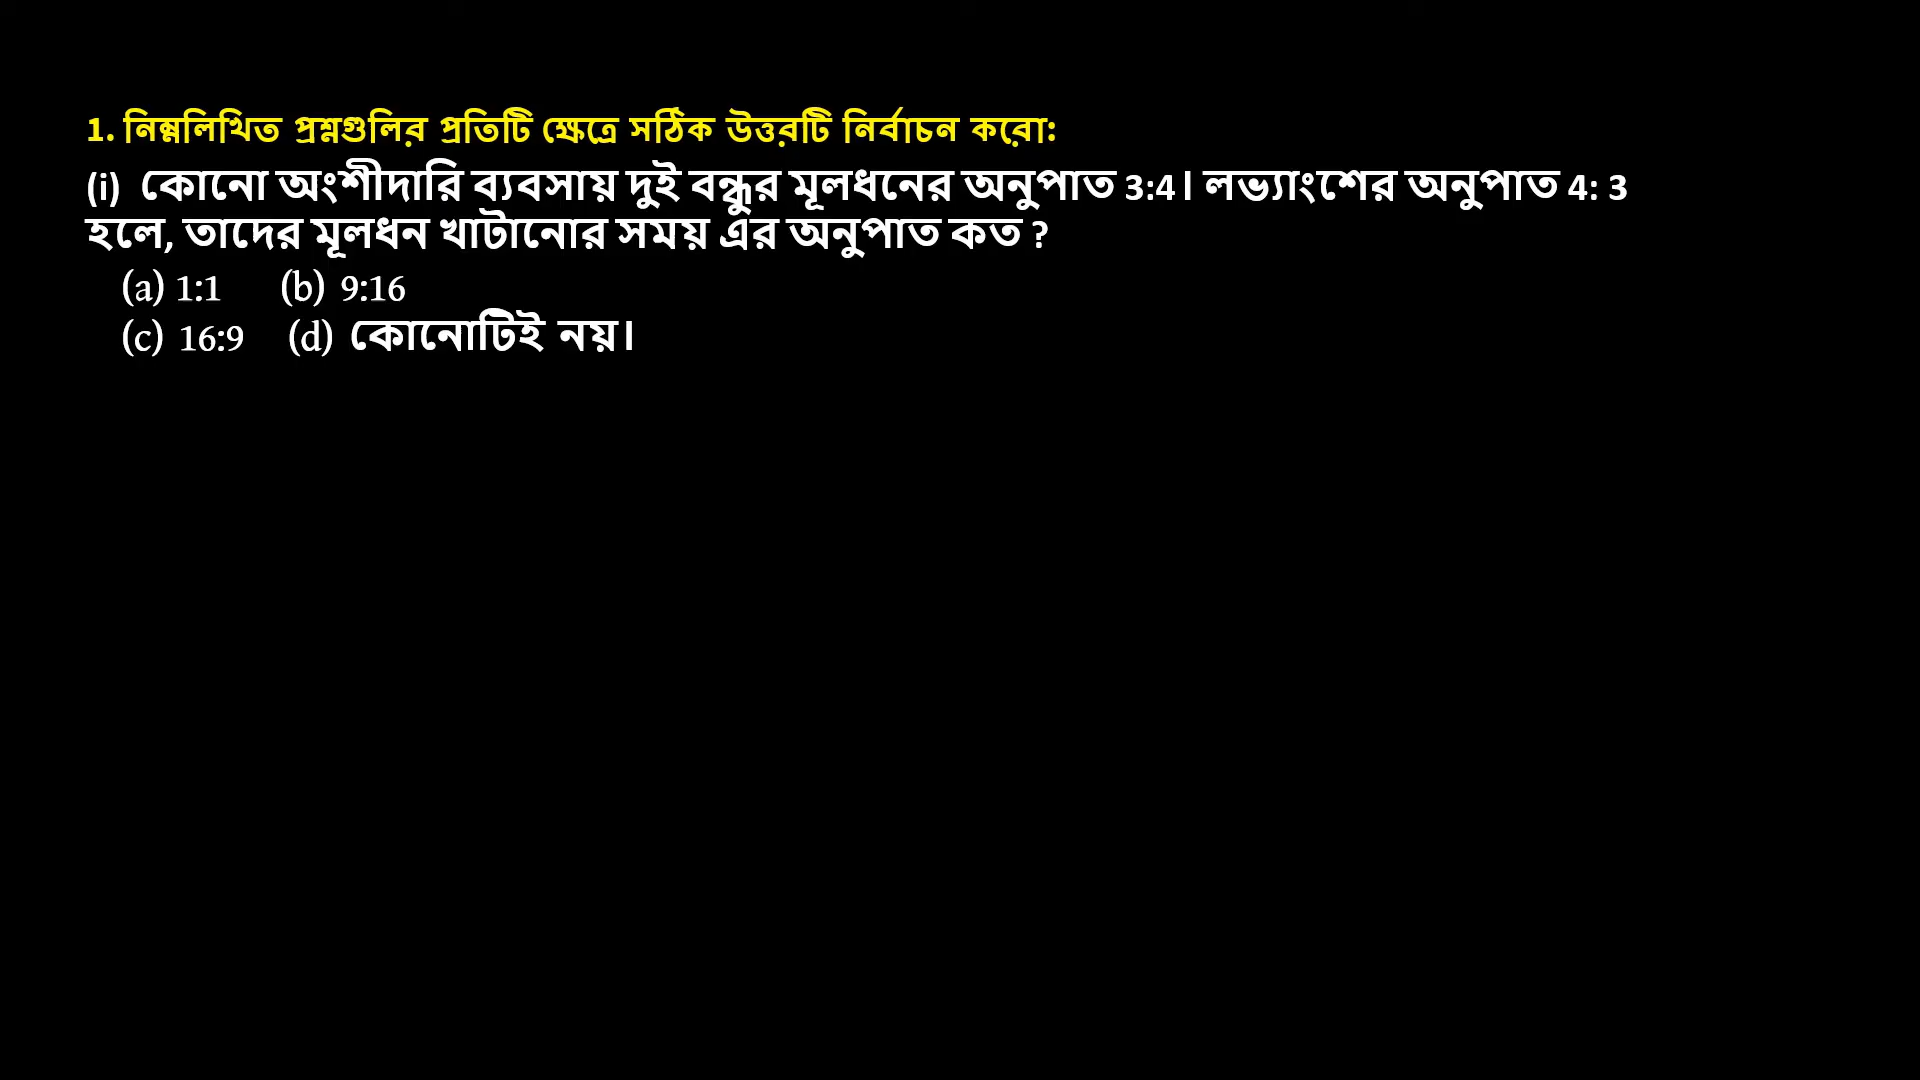 1. নিম্নলিখিত প্রশ্নগুলির প্রতিটি ক্ষেত্রে সঠিক উত্তরটি নির্বাচন করো:
(i) কোনো অংশীদারি ব্যবসায় দুই বন্ধুর মূলধনের অনুপাত 3:4। লভ্যাংশের অনুপাত 4: 3
হলে, তাদের মূলধন খাটানোর সময় এর অনুপাত কত ?
(a) 1:1 (b) 9:16
(c) 16:9 (d) কোনোটিই নয়।